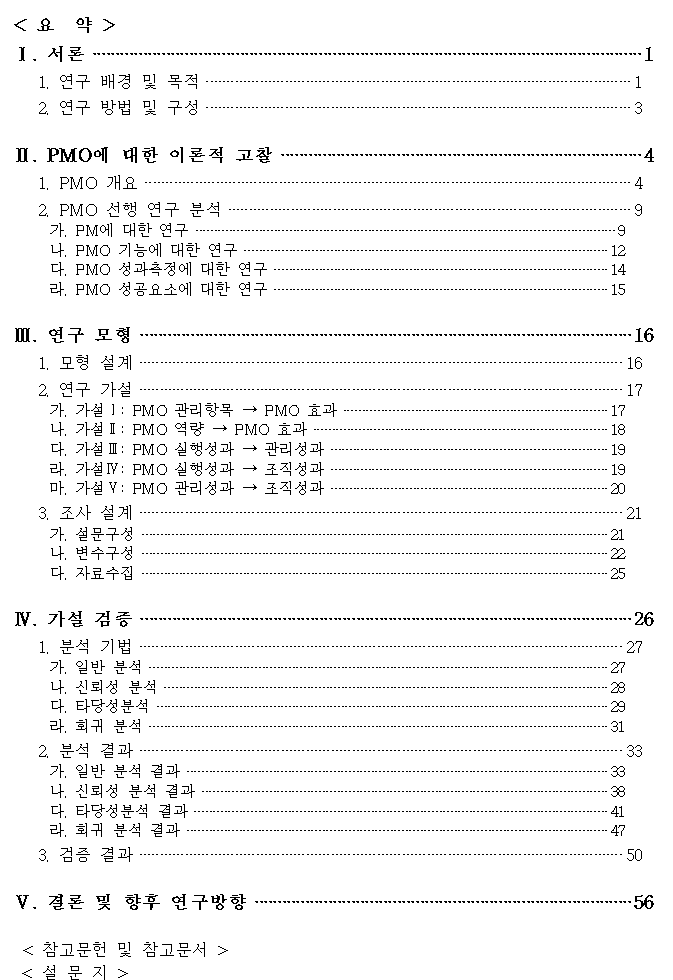 < 요 약 >
Ⅰ. 서론 ········ 1
1. 연구 배경 및 목적 ········ 1
2. 연구 방법 및 구성 ········ 3
Ⅱ. PMO에 대한 이론적 고찰 ········ 4
1. PMO 개요 ········ 4
2. PMO 선행 연구 분석 ········ 9
가. PM에 대한 연구 ········ 9
나. PMO 기능에 대한 연구 ········ 12
다. PMO 성과측정에 대한 연구 ········ 14
라. PMO 성공요소에 대한 연구 ········ 15
Ⅲ. 연구 모형 ········ 16
1. 모형 설계 ········ 16
2. 연구 가설 ········ 17
가. 가설Ⅰ: PMO 관리항목 → PMO 효과 ········ 17
나. 가설Ⅱ: PMO 역량 → PMO 효과 ········ 18
다. 가설Ⅲ: PMO 실행성과 → 관리성과 ········ 19
라. 가설Ⅳ: PMO 실행성과 → 조직성과 ········ 19
마. 가설Ⅴ: PMO 관리성과 → 조직성과 ········ 20
3. 조사 설계 ········ 21
가. 설문구성 ········ 21
나. 변수구성 ········ 22
다. 자료수집 ········ 25
Ⅳ. 가설 검증 ········ 26
1. 분석 기법 ········ 27
가. 일반 분석 ········ 27
나. 신뢰성 분석 ········ 28
다. 타당성분석 ········ 29
라. 회귀 분석 ········ 31
2. 분석 결과 ········ 33
가. 일반 분석 결과 ········ 33
나. 신뢰성 분석 결과 ········ 38
다. 타당성분석 결과 ········ 41
라. 회귀 분석 결과 ········ 47
3. 검증 결과 ········ 50
Ⅴ. 결론 및 향후 연구방향 ········ 56
< 참고문헌 및 참고문서 >
< 설 문 지 >